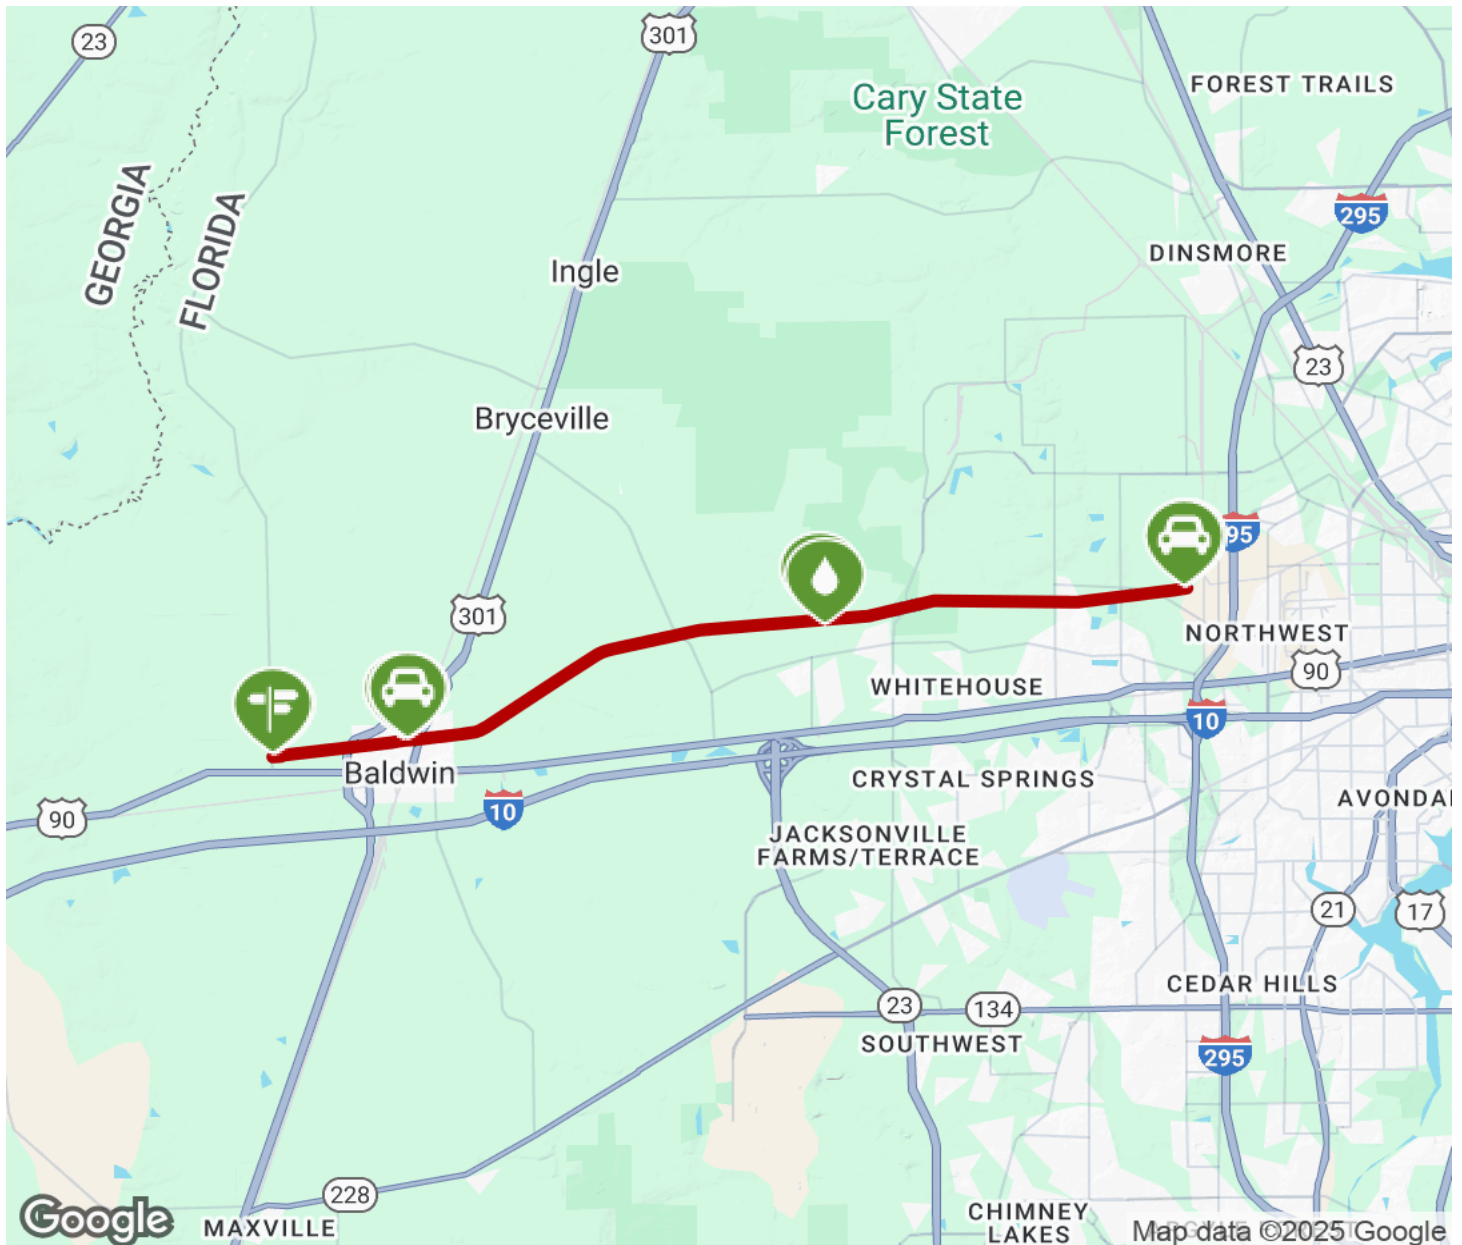 23
301
FOREST TRAILS
Cary State
Forest
GEORGIA
FLORIDA
295
DINSMORE
Ingle
23
Bryceville
95
301
NORTHWEST
90
WHITEHOUSE
10
Baldwin
CRYSTAL SPRINGS
90
10
AVONDA
JACKSONVILLE
FARMS/TERRACE
21
17
CEDAR HILLS
23
134
SOUTHWEST
295
228
Google
MAXVILLE
CHIMNEY
LAKES
Map data ©2025 Google